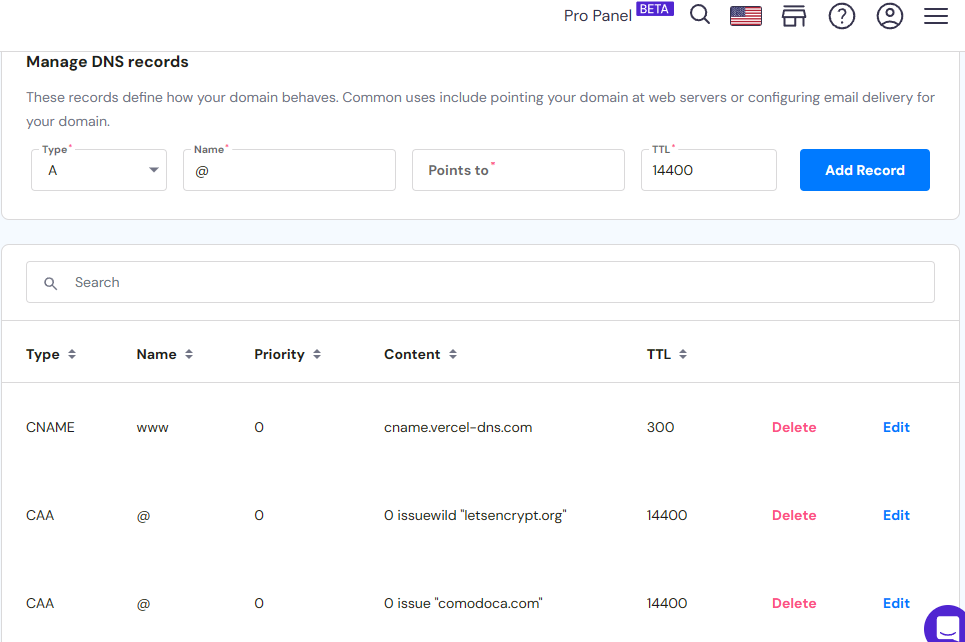 Pro Panel BETA
Manage DNS records
These records define how your domain behaves. Common uses include pointing your domain at web servers or configuring email delivery for
your domain.
Type* Name* TTL*
A @ Points to* 14400 Add Record
Search
Type Name Priority Content TTL
CNAME www 0 cname.vercel-dns.com 300 Delete Edit
CAA @ 0 0 issuewild "letsencrypt.org" 14400 Delete Edit
CAA @ 0 0 issue "comodoca.com" 14400 Delete Edit